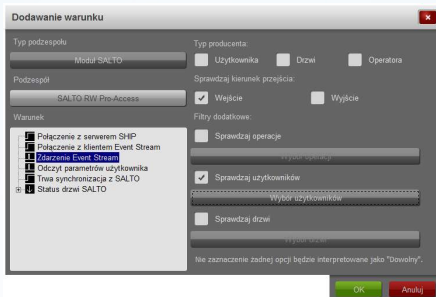 Dodawanie warunku
Typ podzespołu
Moduł SALTO
Podzespół
SALTO RW Pro-Access
Warunek
Połączenie z serwerem SHIP
Połączenie z klientem Event Stream
Zdarzenie Event Stream
Odczyt parametrów użytkownika
Trwa synchronizacja z SALTO
Status drzwi SALTO
Typ producenta:
Użytkownika
Drzwi
Operatora
Sprawdzaj kierunek przejścia:
Wejście
Wyjście
Filtry dodatkowe:
Sprawdzaj operacje
Wybór operacji
Sprawdzaj użytkowników
Wybór użytkowników
Sprawdzaj drzwi
Wybór drzwi
Nie zaznaczenie żadnej opcji będzie interpretowane jako "Dowolny".
OK
Anuluj